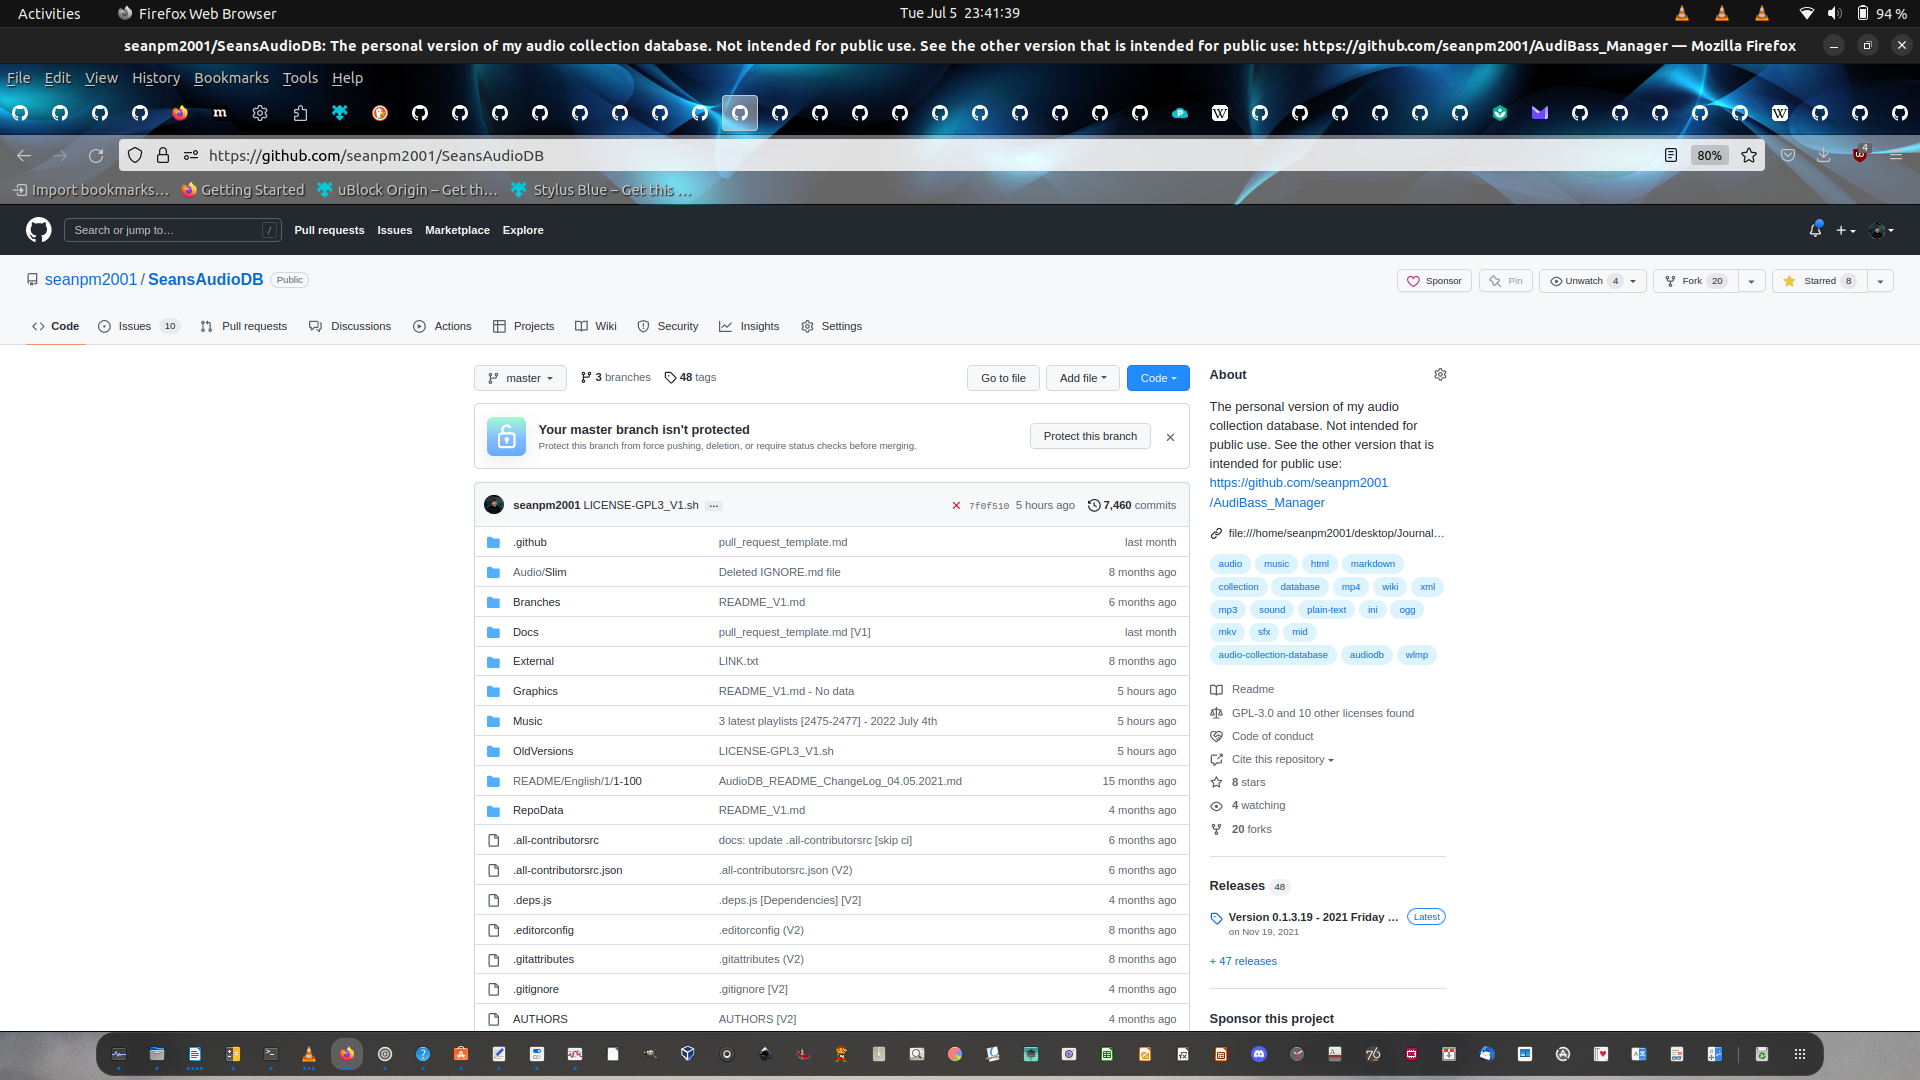 Activities
Firefox Web Browser
Tue Jul 5 23:41:39
94 %
seanpm2001/SeansAudioDB: The personal version of my audio collection database. Not intended for public use. See the other version that is intended for public use: https://github.com/seanpm2001/AudiBass_Manager — Mozilla Firefox
File Edit View History Bookmarks Tools Help
https://github.com/seanpm2001/SeansAudioDB
80%
4
Import bookmarks…
Getting Started
uBlock Origin – Get th…
Stylus Blue – Get this …
Search or jump to…
/
Pull requests
Issues
Marketplace
Explore
seanpm2001 / SeansAudioDB
Public
Sponsor
Pin
Unwatch 4
Fork 20
Starred 8
Code
Issues 10
Pull requests
Discussions
Actions
Projects
Wiki
Security
Insights
Settings
master
3 branches
48 tags
Go to file
Add file
Code
Your master branch isn't protected
Protect this branch from force pushing, deletion, or require status checks before merging.
Protect this branch
seanpm2001 LICENSE-GPL3_V1.sh ...
7f0f510 5 hours ago
7,460 commits
.github pull_request_template.md last month
Audio/Slim Deleted IGNORE.md file 8 months ago
Branches README_V1.md 6 months ago
Docs pull_request_template.md [V1] last month
External LINK.txt 8 months ago
Graphics README_V1.md - No data 5 hours ago
Music 3 latest playlists [2475-2477] - 2022 July 4th 5 hours ago
OldVersions LICENSE-GPL3_V1.sh 5 hours ago
README/English/1/1-100 AudioDB_README_ChangeLog_04.05.2021.md 15 months ago
RepoData README_V1.md 4 months ago
.all-contributorsrc docs: update .all-contributorsrc [skip ci] 6 months ago
.all-contributorsrc.json .all-contributorsrc.json (V2) 6 months ago
.deps.js .deps.js [Dependencies] [V2] 4 months ago
.editorconfig .editorconfig (V2) 8 months ago
.gitattributes .gitattributes (V2) 8 months ago
.gitignore .gitignore [V2] 4 months ago
AUTHORS AUTHORS [V2] 4 months ago
About
The personal version of my audio
collection database. Not intended for
public use. See the other version that is
intended for public use:
https://github.com/seanpm2001
/AudiBass_Manager
file:///home/seanpm2001/desktop/Journal…
audio music html markdown
collection database mp4 wiki xml
mp3 sound plain-text ini ogg
mkv sfx mid
audio-collection-database audiodb wlmp
Readme
GPL-3.0 and 10 other licenses found
Code of conduct
Cite this repository
8 stars
4 watching
20 forks
Releases 48
Version 0.1.3.19 - 2021 Friday … Latest
on Nov 19, 2021
+ 47 releases
Sponsor this project